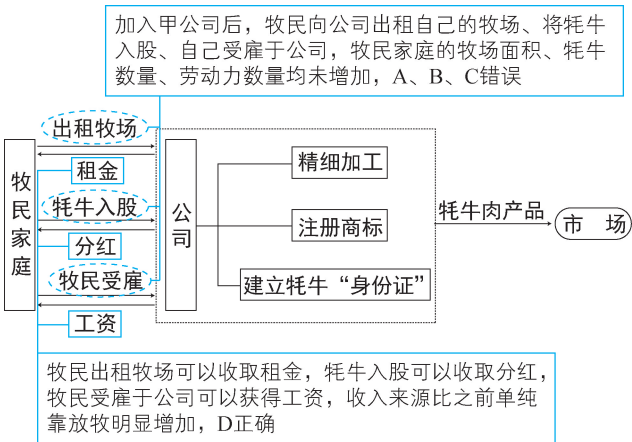 加入甲公司后，牧民向公司出租自己的牧场、将牦牛
入股、自己受雇于公司，牧民家庭的牧场面积、牦牛
数量、劳动力数量均未增加，A、B、C错误
出租牧场
租金
牧民家庭
牦牛入股
分红
牧民受雇
工资
公司
精细加工
注册商标
建立牦牛“身份证”
牦牛肉产品
市 场
牧民出租牧场可以收取租金，牦牛入股可以收取分红，
牧民受雇于公司可以获得工资，收入来源比之前单纯
靠放牧明显增加，D正确